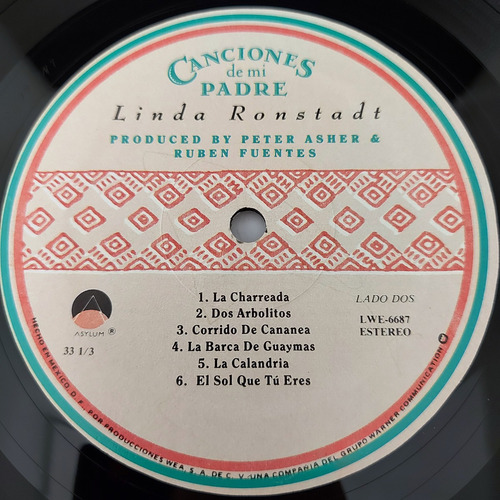 CANCIONES
de mi
PADRE
Linda Ronstadt
PRODUCED BY PETER ASHER &
RUBEN FUENTES
1. La Charreada
2. Dos Arbolitos
3. Corrido De Cananea
4. La Barca De Guaymas
5. La Calandria
6. El Sol Que Tú Eres
LADO DOS
LWE-6687
ESTEREO
ASYLUM ®
33 1/3
HECHO EN MEXICO D. F., POR PRODUCCIONES WEA, S. A. DE C. V. UNA COMPAÑIA DEL GRUPO WARNER COMMUNICATION